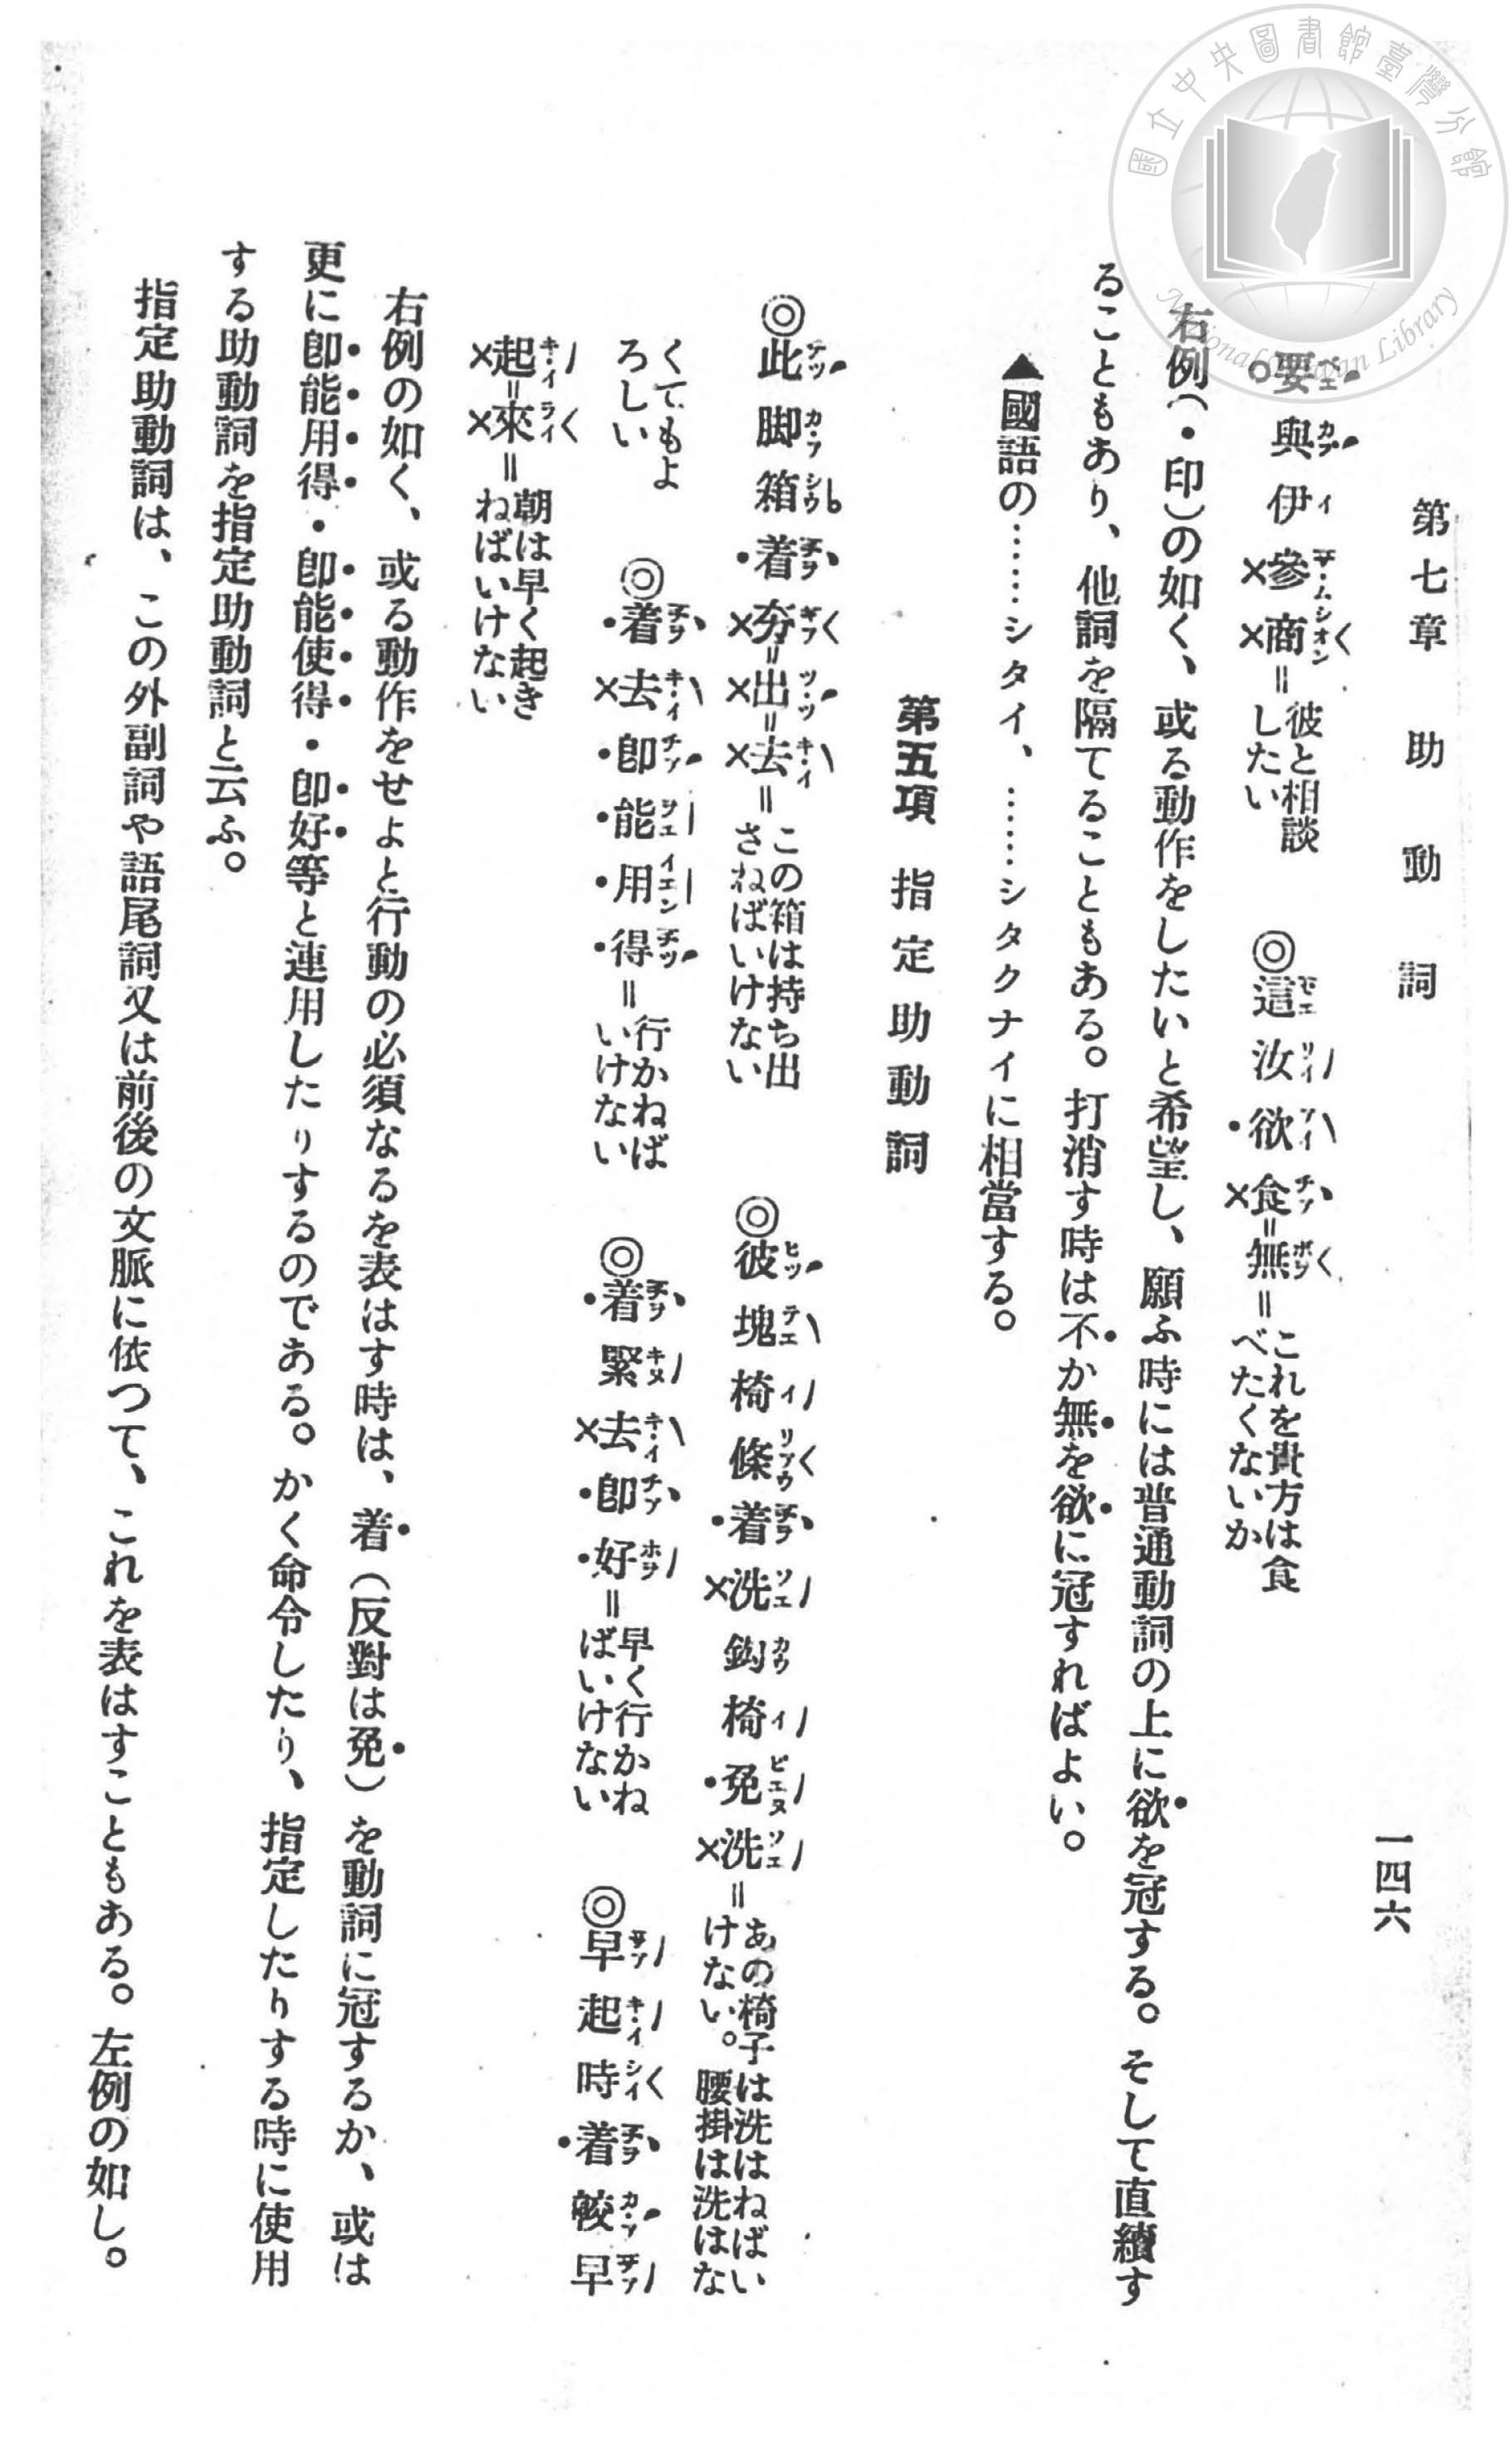 國立中央圖書館臺灣分館
National Taiwan Library
第七章 助動詞 一四六
○要與伊×參×商＝彼と相談したい ◎這汝・欲×食＝無＝これを貴方は食べたくないか
右例(・印)の如く、或る動作をしたいと希望し、願ふ時には普通動詞の上に欲を冠する。そして直續す
ることもあり、他詞を隔てることもある。打消す時は不か無を欲に冠すればよい。
▲國語の……シタイ、……シタクナイに相當する。
第五項 指定助動詞
◎此脚箱・着×夯＝×出＝×去＝この箱は持ち出さねばいけない ◎彼塊椅條・着×洗鈎椅・免×洗＝あの椅子は洗はねばいけない。腰掛は洗はな
くてもよろしい ◎・着×去・卽・能・用・得＝行かねばいけない ◎・着緊×去・卽・好＝早く行かねばいけない ◎早起時・着較早
×起＝×來＝朝は早く起きねばいけない
右例の如く、或る動作をせよと行動の必須なるを表はす時は、着(反對は免)を動詞に冠するか、或は
更に卽能用得・卽能使得・卽好等と連用したりするのである。かく命令したり、指定したりする時に使用
する助動詞を指定助動詞と云ふ。
指定助動詞は、この外副詞や語尾詞又は前後の文脈に依つて、これを表はすこともある。左例の如し。